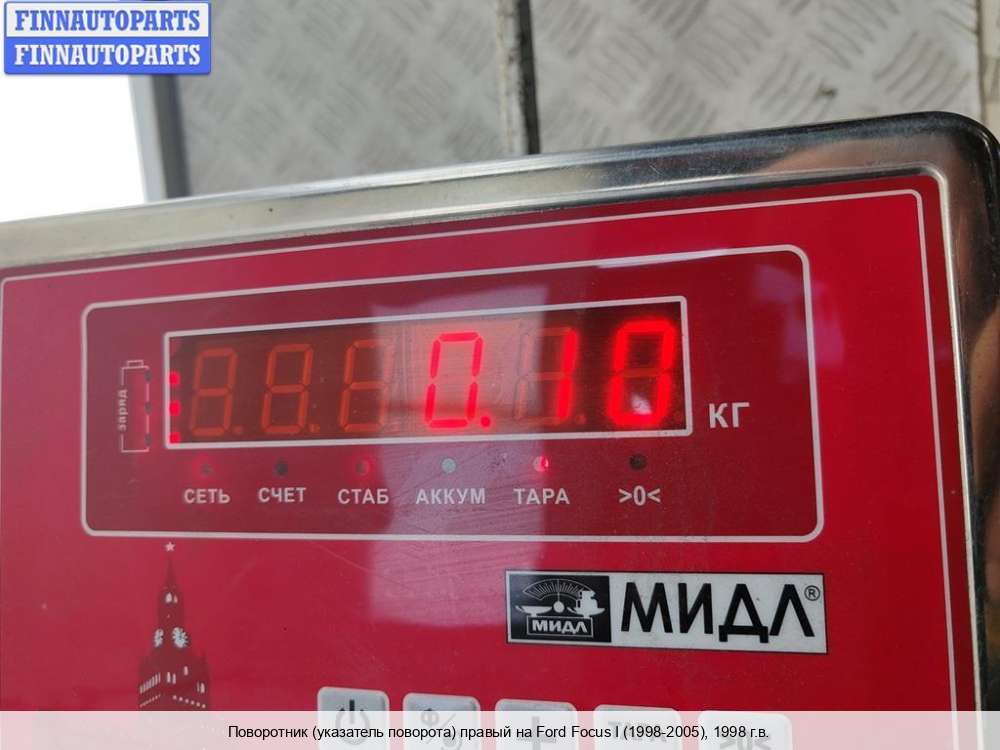 FINNAUTOPARTS
FINNAUTOPARTS
заряд
0.10
КГ
СЕТЬ СЧЕТ СТАБ АККУМ ТАРА >0<
МИДЛ МИДЛ®
Поворотник (указатель поворота) правый на Ford Focus I (1998-2005), 1998 г.в.